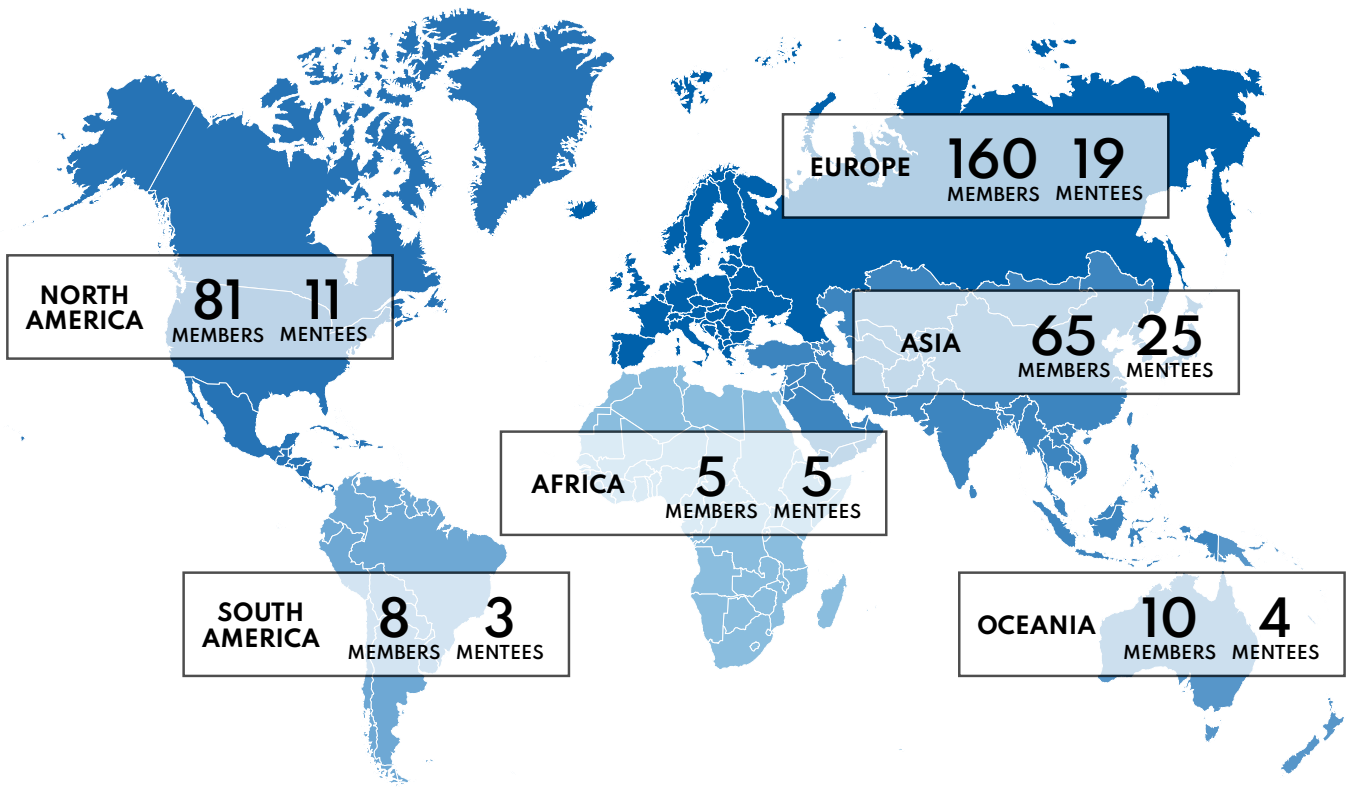 EUROPE
160 19
MEMBERS MENTEES
NORTH
AMERICA
81 11
MEMBERS MENTEES
ASIA
65 25
MEMBERS MENTEES
AFRICA
5 5
MEMBERS MENTEES
SOUTH
AMERICA
8 3
MEMBERS MENTEES
OCEANIA
10 4
MEMBERS MENTEES